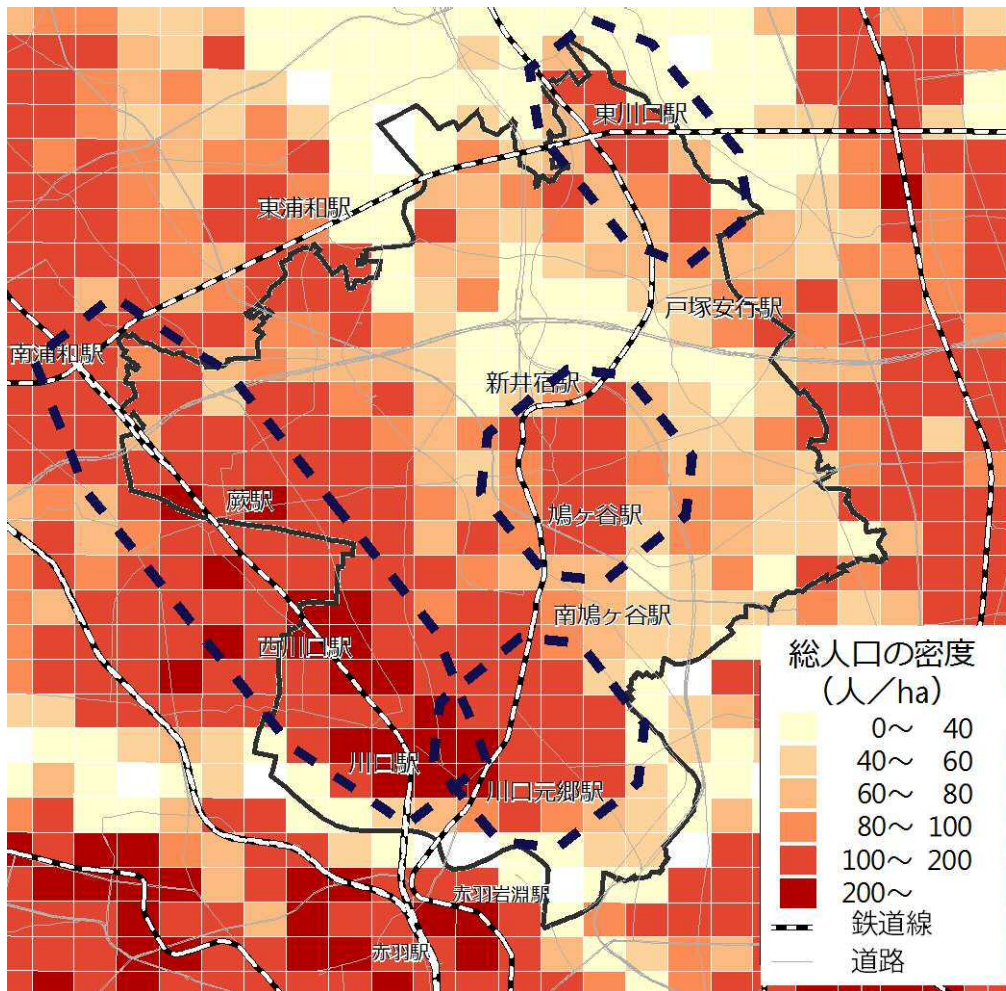 東川口駅
東浦和駅
戸塚安行駅
南浦和駅
新井宿駅
蕨駅
鳩ヶ谷駅
南鳩ヶ谷駅
西川口駅
川口駅
川口元郷駅
赤羽岩淵駅
赤羽駅
総人口の密度
（人／ha）
0～ 40
40～ 60
60～ 80
80～ 100
100～ 200
200～
鉄道線
道路